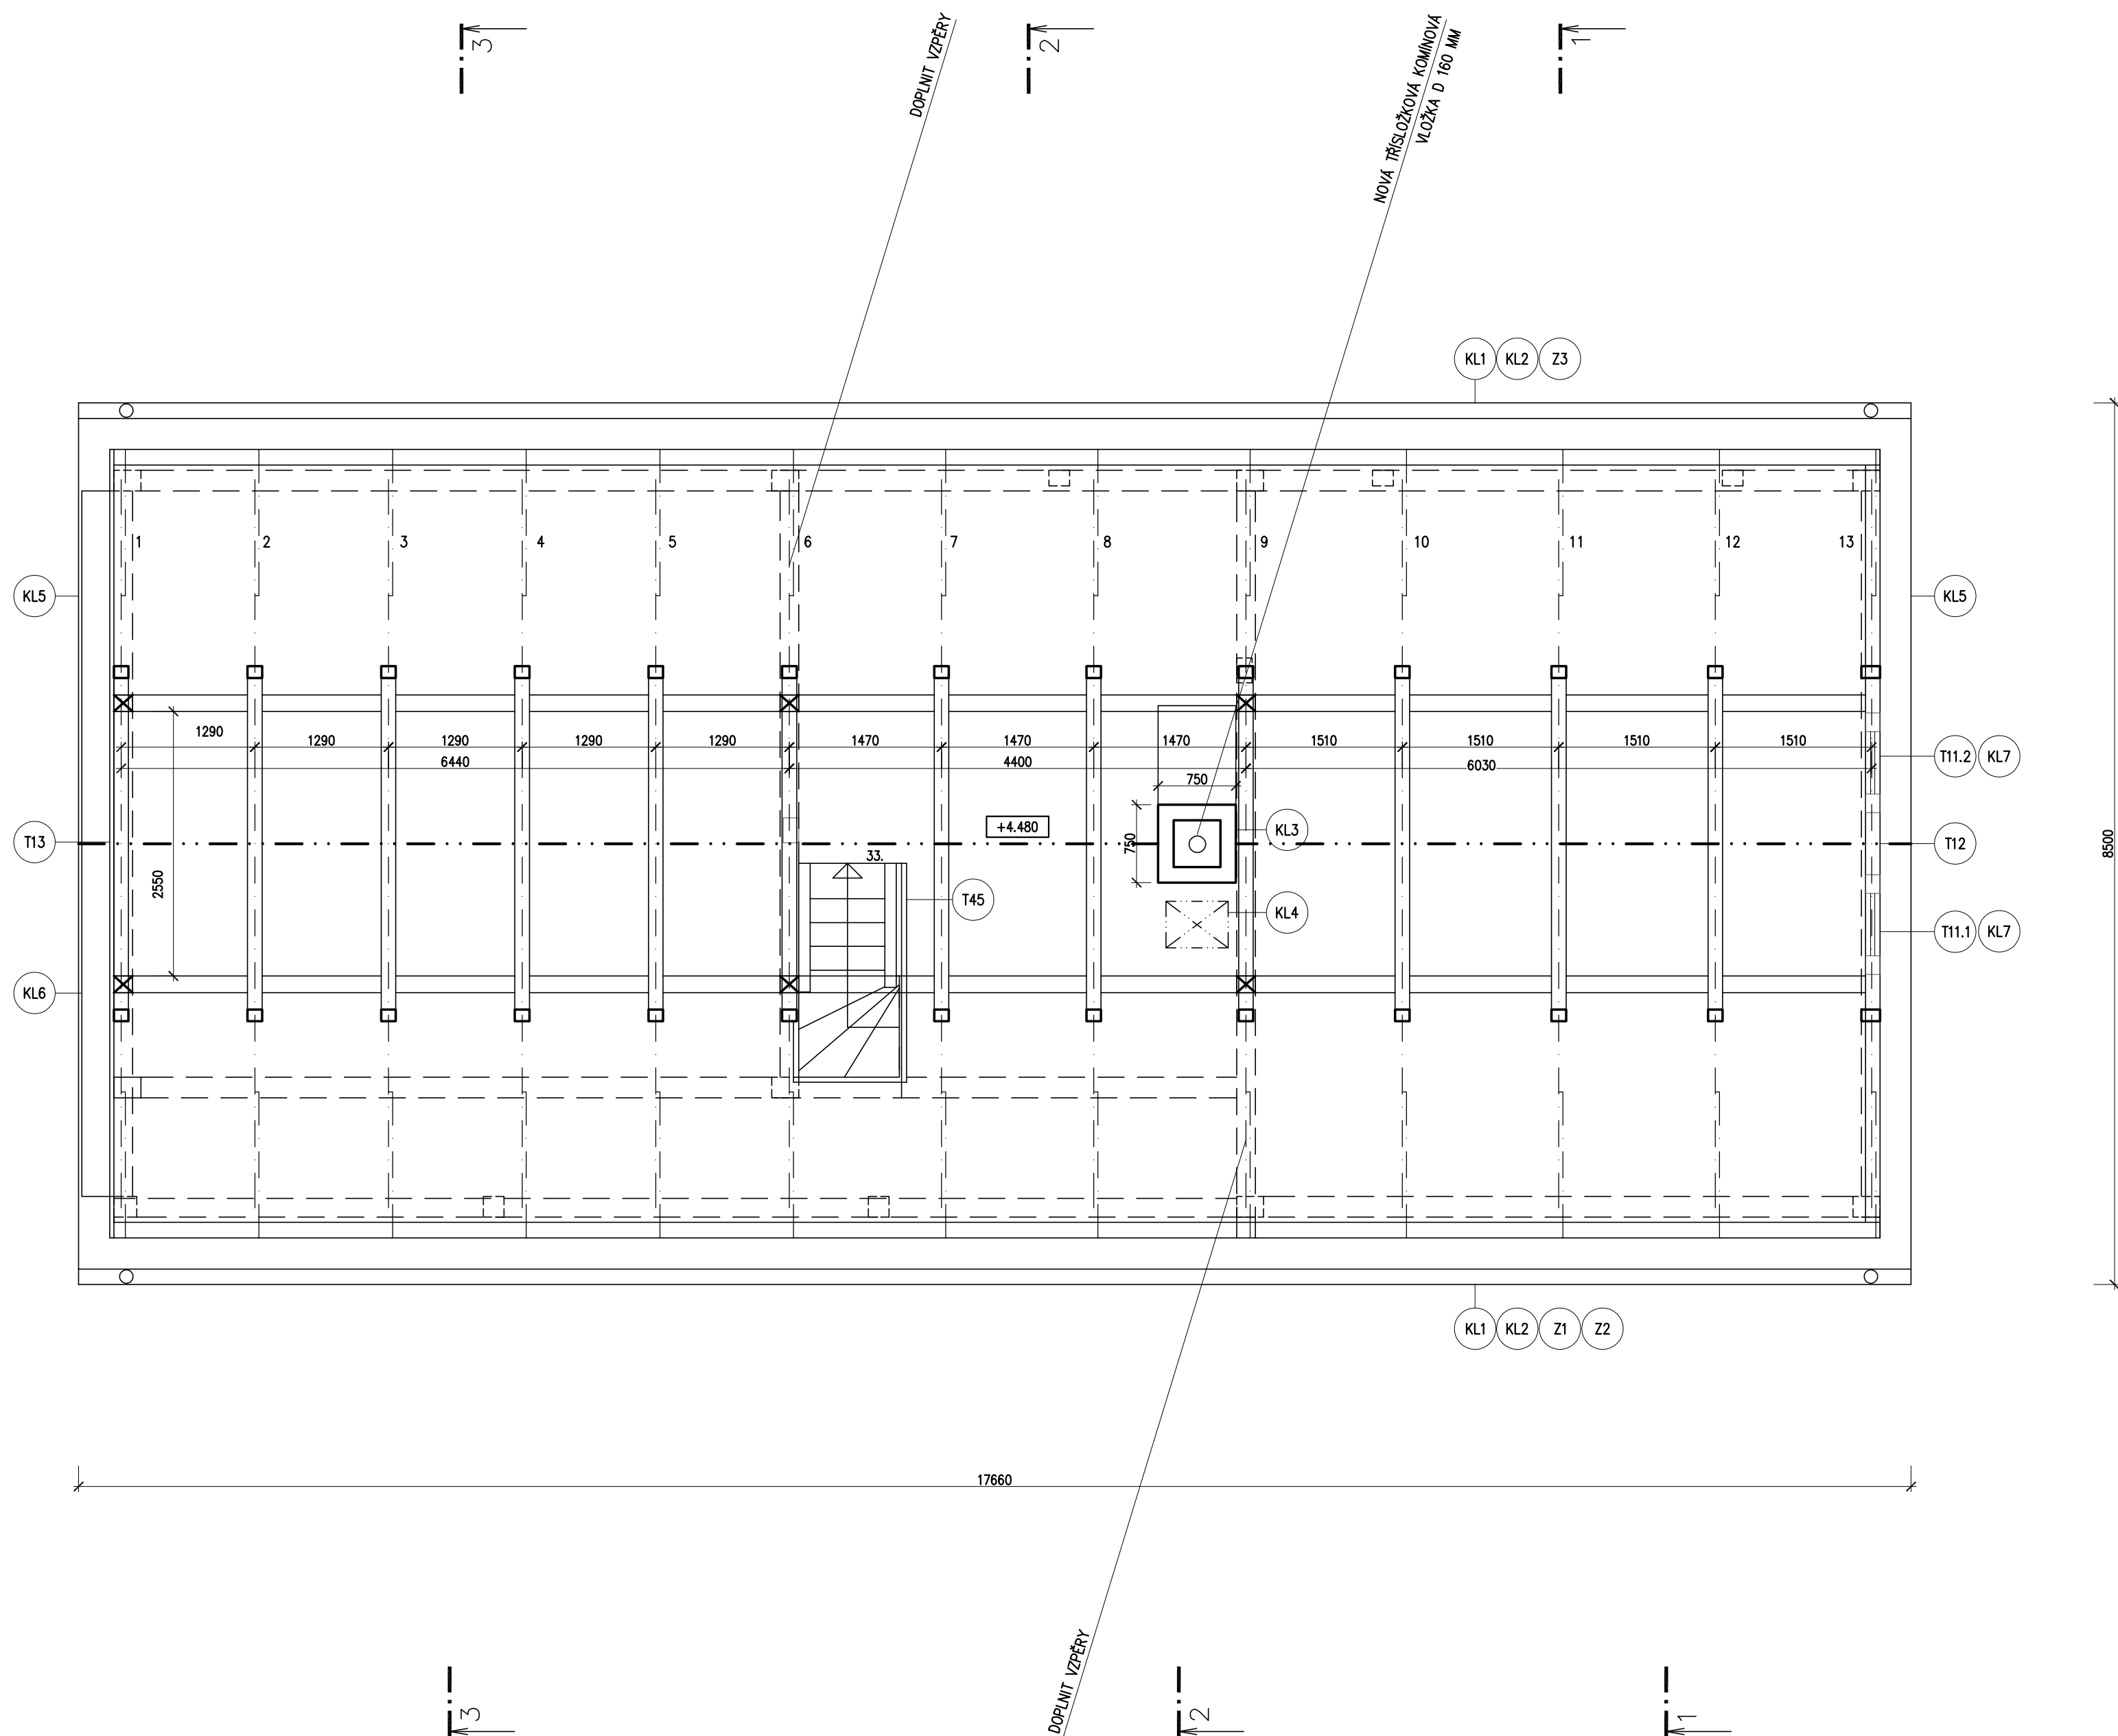 3
2
1
DOPLNIT VZPĚRY
NOVÁ TŘÍSLOŽKOVÁ KOMÍNOVÁ
VLOŽKA D 160 MM
KL1 KL2 Z3
1 2 3 4 5 6 7 8 9 10 11 12 13
KL5 KL5
1290 1290 1290 1290 1290 1470 1470 1470 1510 1510 1510 1510
6440 4400 6030
T11.2 KL7
750
750
+4.480
KL3
T13
T12
8500
33.
2550
T45
KL4
T11.1 KL7
KL6
KL1 KL2 Z1 Z2
17660
DOPLNIT VZPĚRY
3
2
1